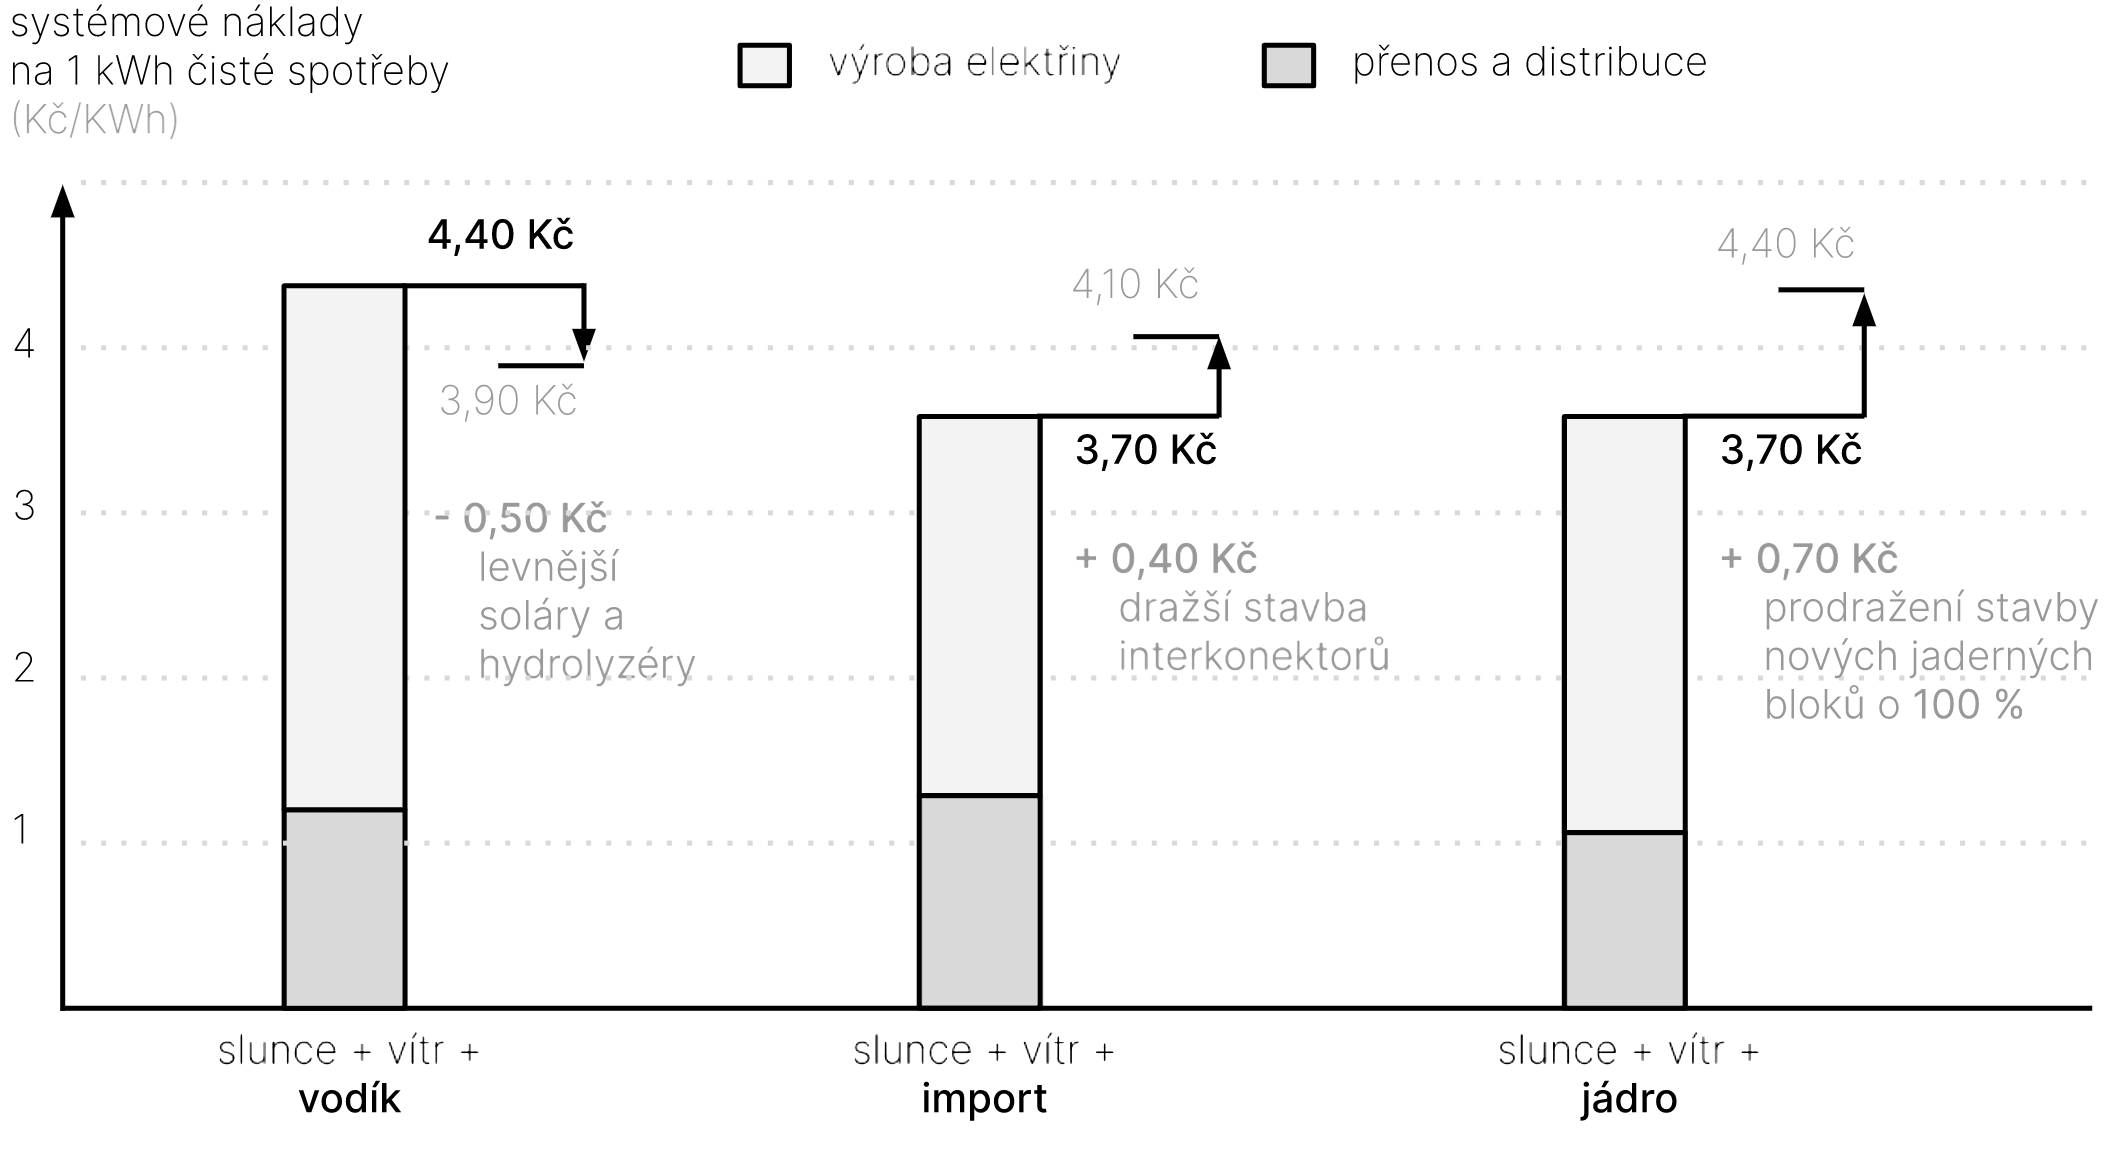 systémové náklady
na 1 kWh čisté spotřeby
(Kč/KWh)
výroba elektřiny
přenos a distribuce
4,40 Kč
3,90 Kč
- 0,50 Kč
levnější
soláry a
hydrolyzéry
4,10 Kč
3,70 Kč
+ 0,40 Kč
dražší stavba
interkonektorů
4,40 Kč
3,70 Kč
+ 0,70 Kč
prodražení stavby
nových jaderných
bloků o 100 %
4
3
2
1
slunce + vítr +
vodík
slunce + vítr +
import
slunce + vítr +
jádro